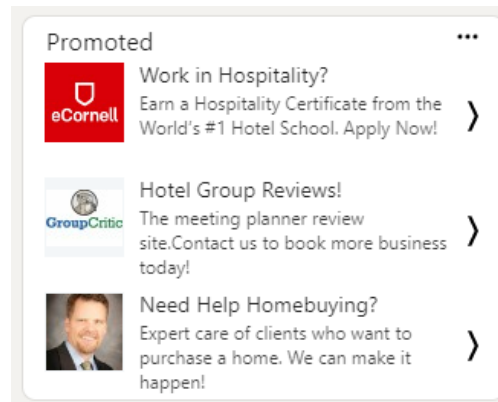 Promoted
Work in Hospitality?
eCornell
Earn a Hospitality Certificate from the
World's #1 Hotel School. Apply Now!
Hotel Group Reviews!
GroupCritic
The meeting planner review
site.Contact us to book more business
today!
Need Help Homebuying?
Expert care of clients who want to
purchase a home. We can make it
happen!